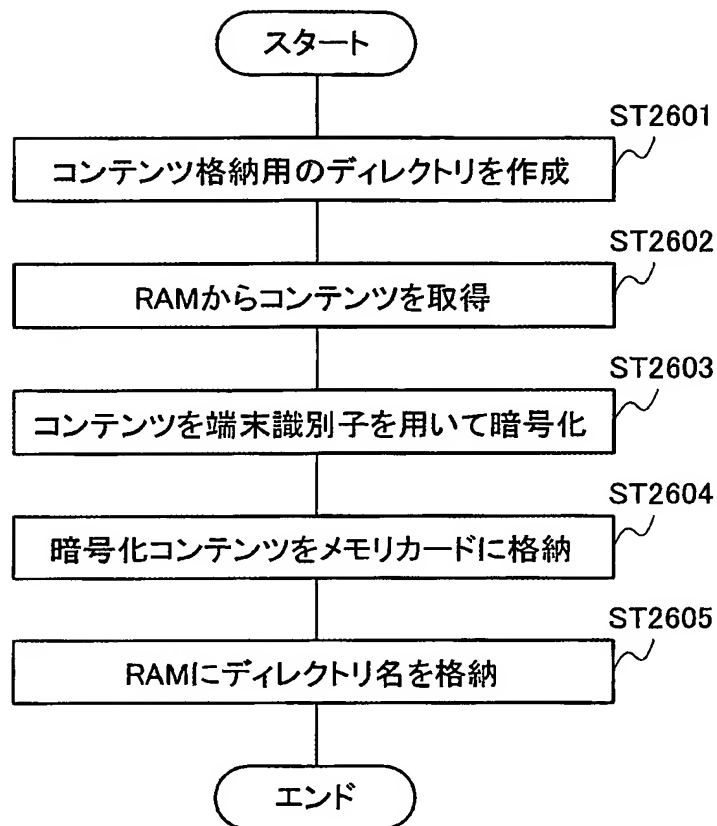 スタート
ST2601
コンテンツ格納用のディレクトリを作成
ST2602
RAMからコンテンツを取得
ST2603
コンテンツを端末識別子を用いて暗号化
ST2604
暗号化コンテンツをメモリカードに格納
ST2605
RAMにディレクトリ名を格納
エンド